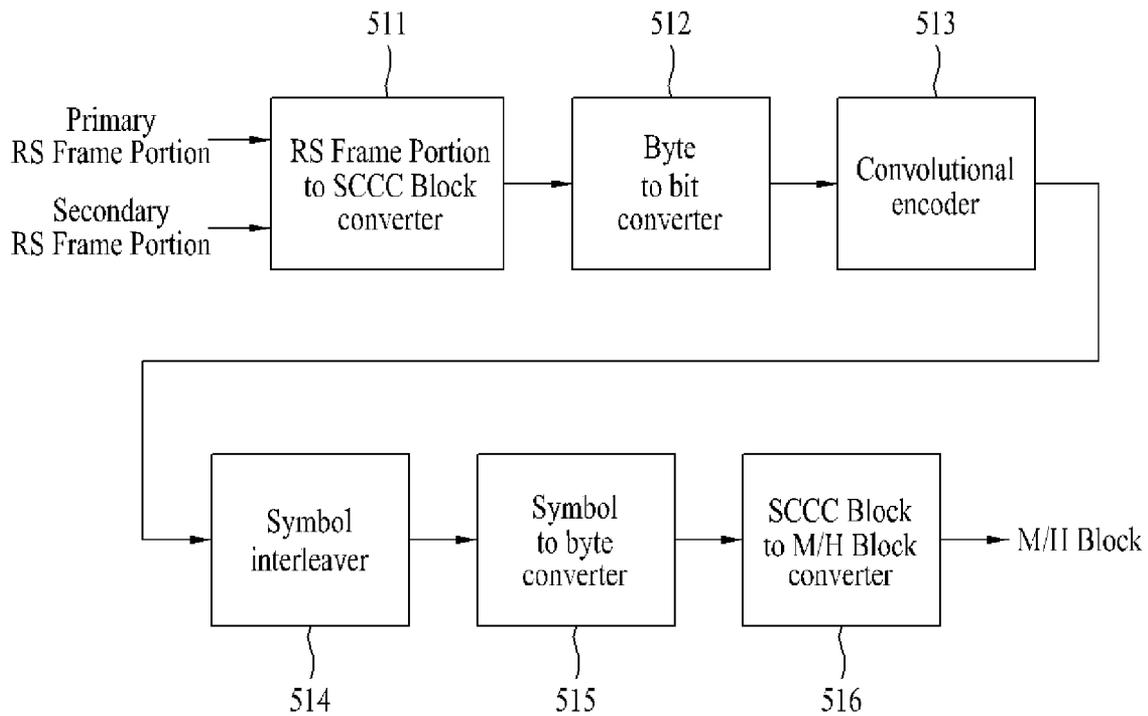 511
512
513
Primary
RS Frame Portion
Secondary
RS Frame Portion
RS Frame Portion
to SCCC Block
converter
Byte
to bit
converter
Convolutional
encoder
Symbol
interleaver
Symbol
to byte
converter
SCCC Block
to M/H Block
converter
M/H Block
514
515
516